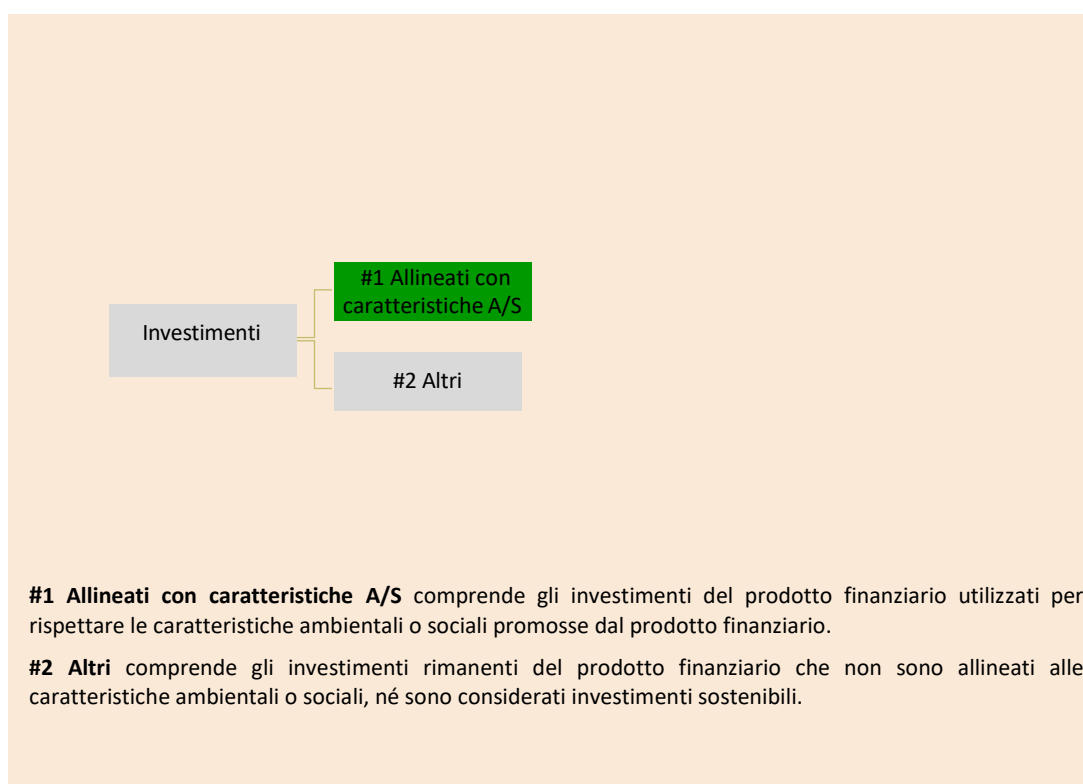 #1 Allineati con
caratteristiche A/S
Investimenti
#2 Altri
#1 Allineati con caratteristiche A/S comprende gli investimenti del prodotto finanziario utilizzati per
rispettare le caratteristiche ambientali o sociali promosse dal prodotto finanziario.
#2 Altri comprende gli investimenti rimanenti del prodotto finanziario che non sono allineati alle
caratteristiche ambientali o sociali, né sono considerati investimenti sostenibili.